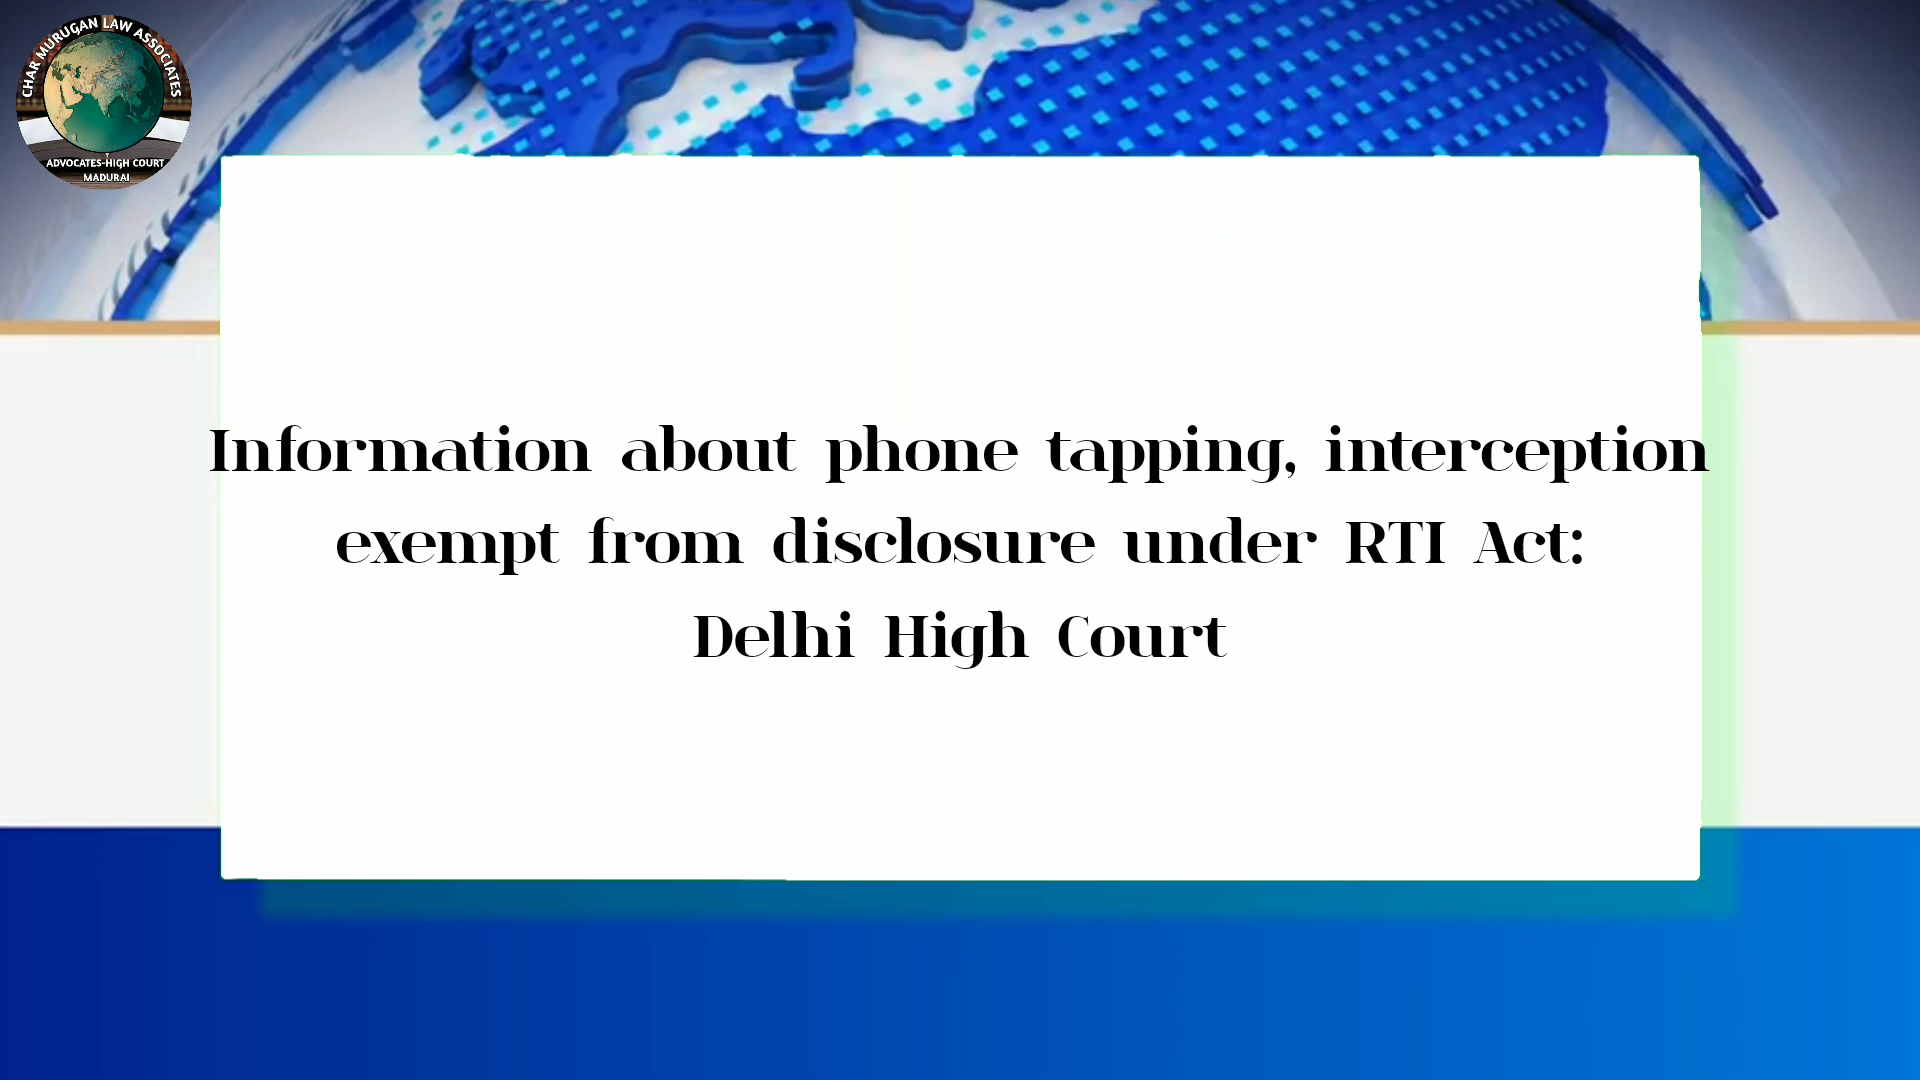 CHAR MURUGAN LAW ASSOCIATES
ADVOCATES-HIGH COURT
MADURAI
Information about phone tapping, interception
exempt from disclosure under RTI Act:
Delhi High Court